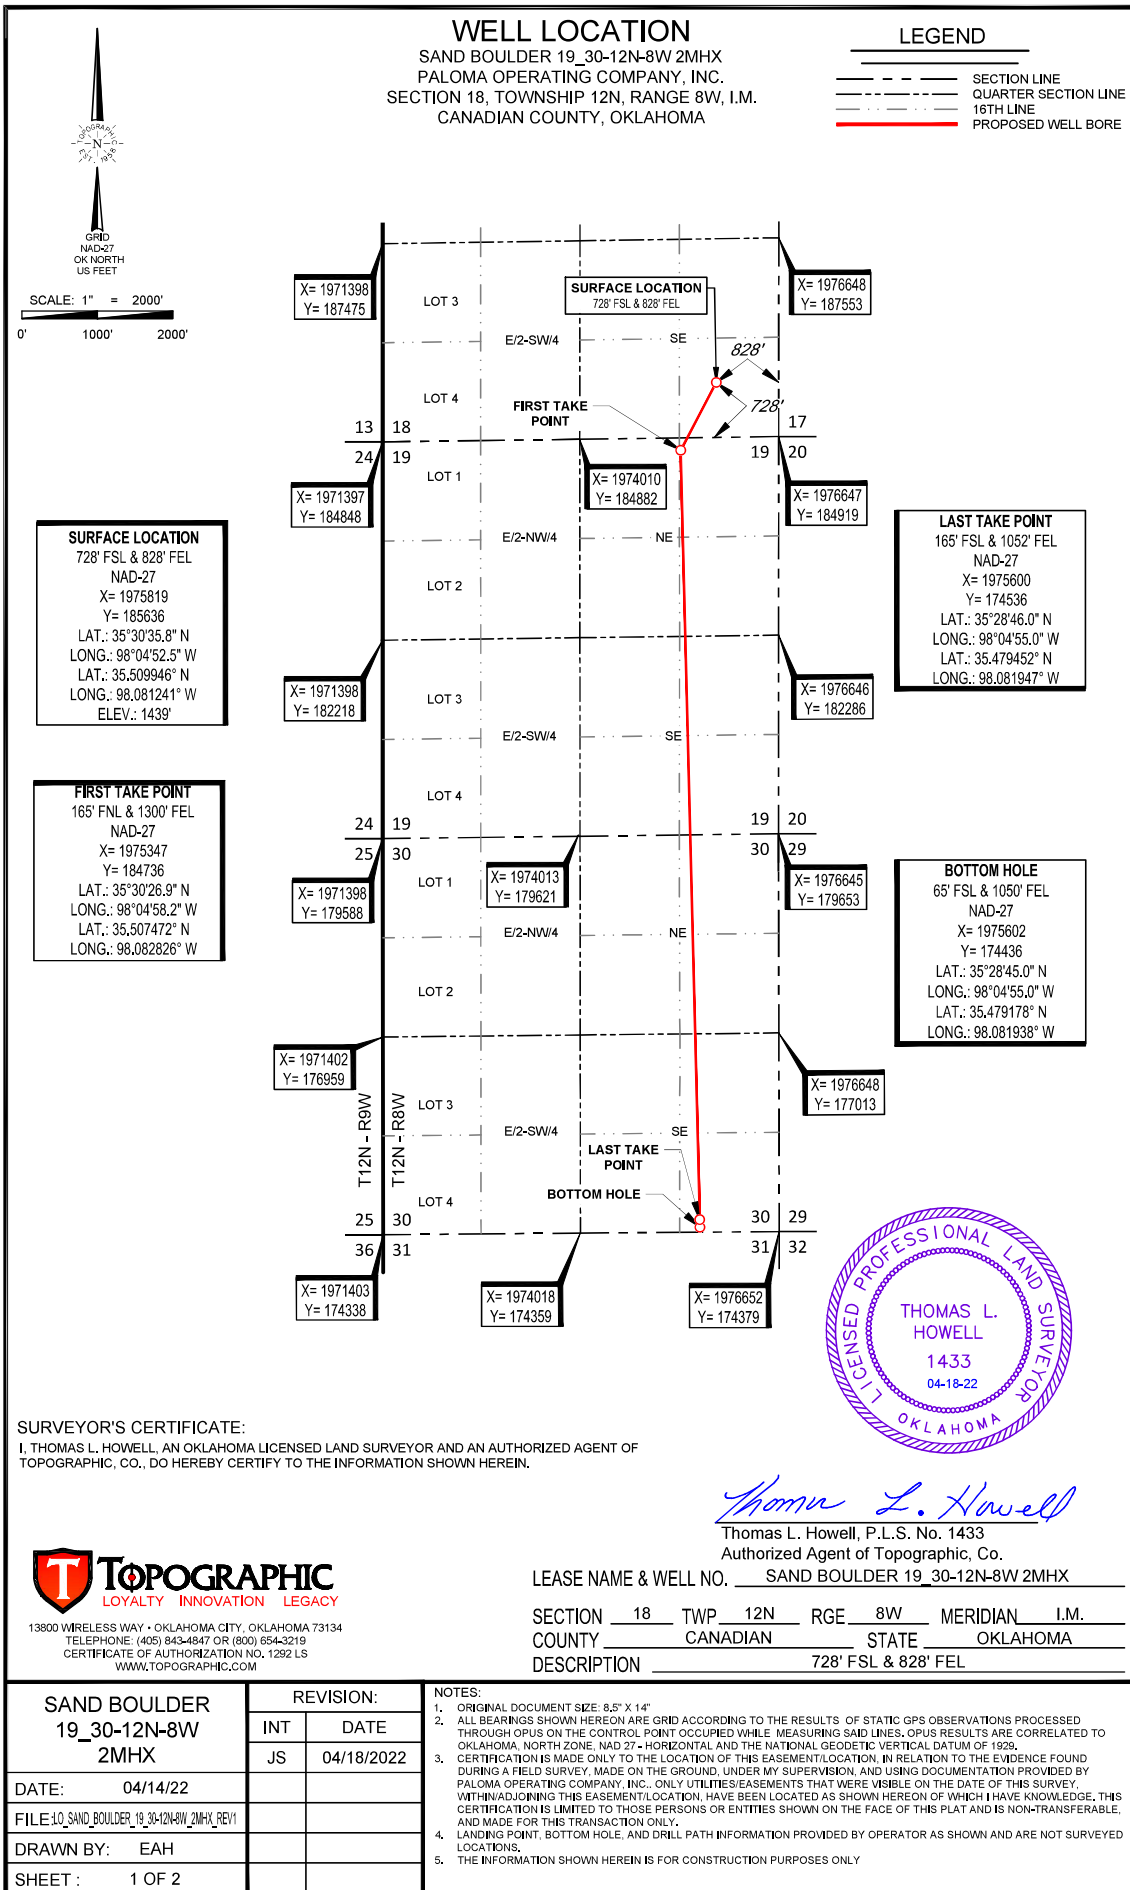 WELL LOCATION
SAND BOULDER 19_30-12N-8W 2MHX
PALOMA OPERATING COMPANY, INC.
SECTION 18, TOWNSHIP 12N, RANGE 8W, I.M.
CANADIAN COUNTY, OKLAHOMA
LEGEND
SECTION LINE
QUARTER SECTION LINE
16TH LINE
PROPOSED WELL BORE
TOPOGRAPHIC
N
EST. 1958
GRID
NAD-27
OK NORTH
US FEET
SCALE: 1" = 2000'
0' 1000' 2000'
X= 1971398
Y= 187475
LOT 3
SURFACE LOCATION
728' FSL & 828' FEL
X= 1976648
Y= 187553
E/2-SW/4
SE
828'
LOT 4
FIRST TAKE
POINT
728'
13 18
17
24 19
19 20
LOT 1
X= 1971397
Y= 184848
X= 1974010
Y= 184882
X= 1976647
Y= 184919
E/2-NW/4
NE
LOT 2
SURFACE LOCATION
728' FSL & 828' FEL
NAD-27
X= 1975819
Y= 185636
LAT.: 35°30'35.8" N
LONG.: 98°04'52.5" W
LAT.: 35.509946° N
LONG.: 98.081241° W
ELEV.: 1439'
LAST TAKE POINT
165' FSL & 1052' FEL
NAD-27
X= 1975600
Y= 174536
LAT.: 35°28'46.0" N
LONG.: 98°04'55.0" W
LAT.: 35.479452° N
LONG.: 98.081947° W
X= 1971398
Y= 182218
LOT 3
X= 1976646
Y= 182286
E/2-SW/4
SE
LOT 4
FIRST TAKE POINT
165' FNL & 1300' FEL
NAD-27
X= 1975347
Y= 184736
LAT.: 35°30'26.9" N
LONG.: 98°04'58.2" W
LAT.: 35.507472° N
LONG.: 98.082826° W
24 19
19 20
25 30
30 29
LOT 1
X= 1971398
Y= 179588
X= 1974013
Y= 179621
X= 1976645
Y= 179653
E/2-NW/4
NE
LOT 2
BOTTOM HOLE
65' FSL & 1050' FEL
NAD-27
X= 1975602
Y= 174436
LAT.: 35°28'45.0" N
LONG.: 98°04'55.0" W
LAT.: 35.479178° N
LONG.: 98.081938° W
X= 1971402
Y= 176959
X= 1976648
Y= 177013
T12N - R9W
T12N - R8W
LOT 3
E/2-SW/4
SE
LAST TAKE
POINT
BOTTOM HOLE
LOT 4
25 30
30 29
36 31
31 32
X= 1971403
Y= 174338
X= 1974018
Y= 174359
X= 1976652
Y= 174379
LICENSED PROFESSIONAL LAND SURVEYOR
THOMAS L.
HOWELL
1433
04-18-22
OKLAHOMA
SURVEYOR'S CERTIFICATE:
I, THOMAS L. HOWELL, AN OKLAHOMA LICENSED LAND SURVEYOR AND AN AUTHORIZED AGENT OF
TOPOGRAPHIC, CO., DO HEREBY CERTIFY TO THE INFORMATION SHOWN HEREIN.
Thomas L. Howell
Thomas L. Howell, P.L.S. No. 1433
Authorized Agent of Topographic, Co.
T TOPOGRAPHIC
LOYALTY INNOVATION LEGACY
13800 WIRELESS WAY • OKLAHOMA CITY, OKLAHOMA 73134
TELEPHONE: (405) 843-4847 OR (800) 654-3219
CERTIFICATE OF AUTHORIZATION NO. 1292 LS
WWW.TOPOGRAPHIC.COM
LEASE NAME & WELL NO. SAND BOULDER 19_30-12N-8W 2MHX
SECTION 18 TWP 12N RGE 8W MERIDIAN I.M.
COUNTY CANADIAN STATE OKLAHOMA
DESCRIPTION 728' FSL & 828' FEL
SAND BOULDER
19_30-12N-8W
2MHX
DATE: 04/14/22
FILE:LO_SAND_BOULDER_19_30-12N-8W_2MHX_REV1
DRAWN BY: EAH
SHEET : 1 OF 2
REVISION:
INT DATE
JS 04/18/2022
NOTES:
1. ORIGINAL DOCUMENT SIZE: 8.5" X 14"
2. ALL BEARINGS SHOWN HEREON ARE GRID ACCORDING TO THE RESULTS OF STATIC GPS OBSERVATIONS PROCESSED
THROUGH OPUS ON THE CONTROL POINT OCCUPIED WHILE MEASURING SAID LINES. OPUS RESULTS ARE CORRELATED TO
OKLAHOMA, NORTH ZONE, NAD 27 - HORIZONTAL AND THE NATIONAL GEODETIC VERTICAL DATUM OF 1929.
3. CERTIFICATION IS MADE ONLY TO THE LOCATION OF THIS EASEMENT/LOCATION, IN RELATION TO THE EVIDENCE FOUND
DURING A FIELD SURVEY, MADE ON THE GROUND, UNDER MY SUPERVISION, AND USING DOCUMENTATION PROVIDED BY
PALOMA OPERATING COMPANY, INC.. ONLY UTILITIES/EASEMENTS THAT WERE VISIBLE ON THE DATE OF THIS SURVEY,
WITHIN/ADJOINING THIS EASEMENT/LOCATION, HAVE BEEN LOCATED AS SHOWN HEREON OF WHICH I HAVE KNOWLEDGE. THIS
CERTIFICATION IS LIMITED TO THOSE PERSONS OR ENTITIES SHOWN ON THE FACE OF THIS PLAT AND IS NON-TRANSFERABLE,
AND MADE FOR THIS TRANSACTION ONLY.
4. LANDING POINT, BOTTOM HOLE, AND DRILL PATH INFORMATION PROVIDED BY OPERATOR AS SHOWN AND ARE NOT SURVEYED
LOCATIONS.
5. THE INFORMATION SHOWN HEREIN IS FOR CONSTRUCTION PURPOSES ONLY